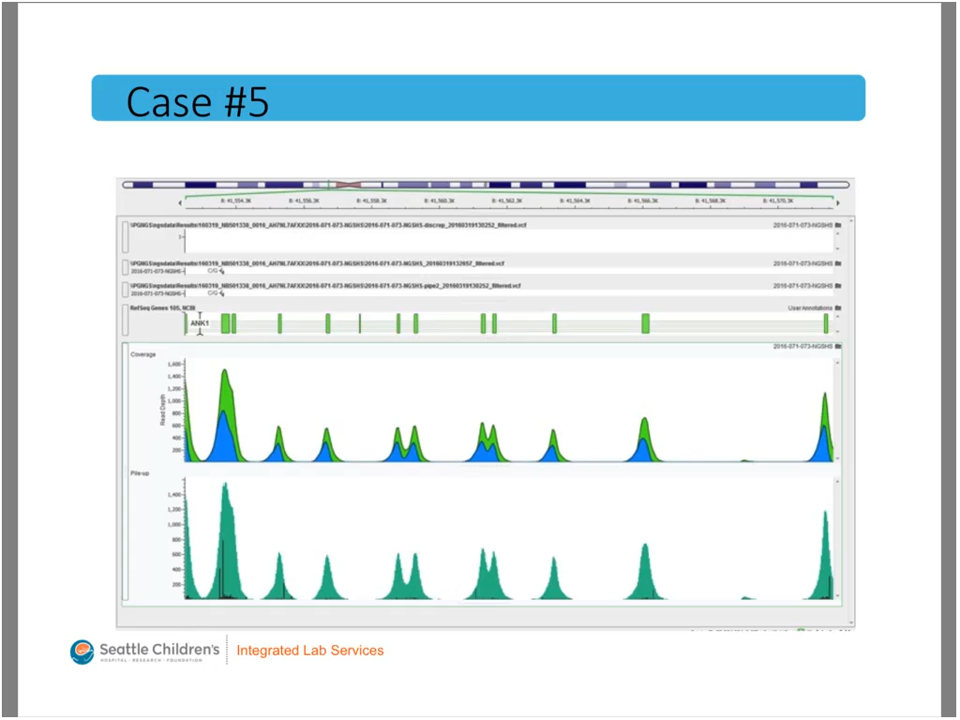 Case #5
8: 41,554.3K 8: 41,556.3K 8: 41,558.3K 8: 41,560.3K 8: 41,562.3K 8: 41,564.3K 8: 41,566.3K 8: 41,568.3K 8: 41,570.3K
2016-071-073-NGSHS
2016-071-073-NGSHS
2016-071-073-NGSHS- C/G
2016-071-073-NGSHS
2016-071-073-NGSHS- C/G
RefSeq Genes 105, NCBI User Annotations
ANK1
2016-071-073-NGSHS
Coverage
Read Depth
1,600
1,400
1,200
1,000
800
600
400
200
Pile-up
1,400
1,200
1,000
800
600
400
200
Seattle Children's
HOSPITAL · RESEARCH · FOUNDATION
Integrated Lab Services